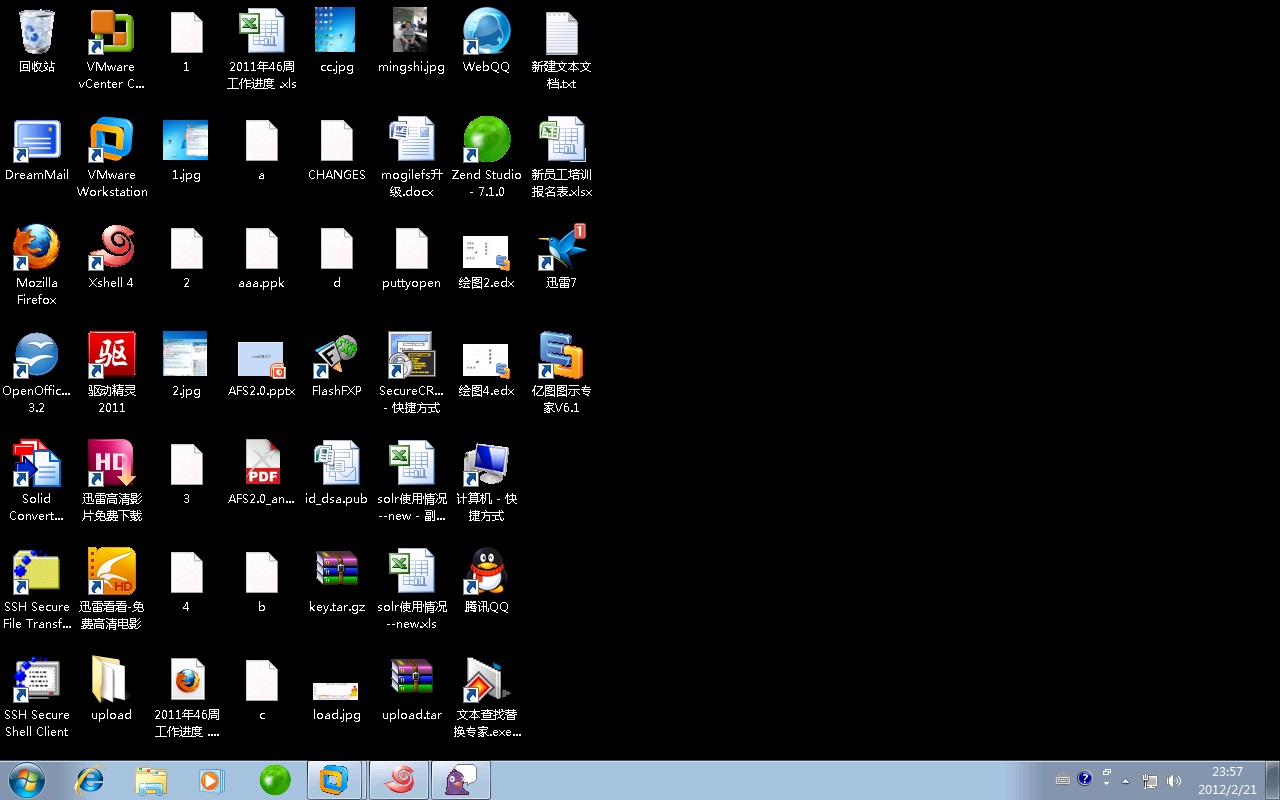 回收站
VMware
vCenter C...
1
2011年46周
工作进度 .xls
cc.jpg
mingshi.jpg
WebQQ
新建文本文
档.txt
DreamMail
VMware
Workstation
1.jpg
a
CHANGES
mogilefs升
级.docx
Zend Studio
- 7.1.0
新员工培训
报名表.xlsx
Mozilla
Firefox
Xshell 4
2
aaa.ppk
d
puttyopen
绘图2.edx
1
迅雷7
OpenOffic...
3.2
驱
驱动精灵
2011
2.jpg
AFS2.0.pptx
FlashFXP
SecureCR...
- 快捷方式
绘图4.edx
亿图图示专
家V6.1
Solid
Convert...
HD
迅雷高清影
片免费下载
3
PDF
AFS2.0_an...
id_dsa.pub
solr使用情况
--new - 副...
计算机 - 快
捷方式
SSH Secure
File Transf...
HD
迅雷看看-免
费高清电影
4
b
key.tar.gz
solr使用情况
--new.xls
腾讯QQ
SSH Secure
Shell Client
upload
2011年46周
工作进度 ....
c
load.jpg
upload.tar
文本查找替
换专家.exe...
23:57
2012/2/21